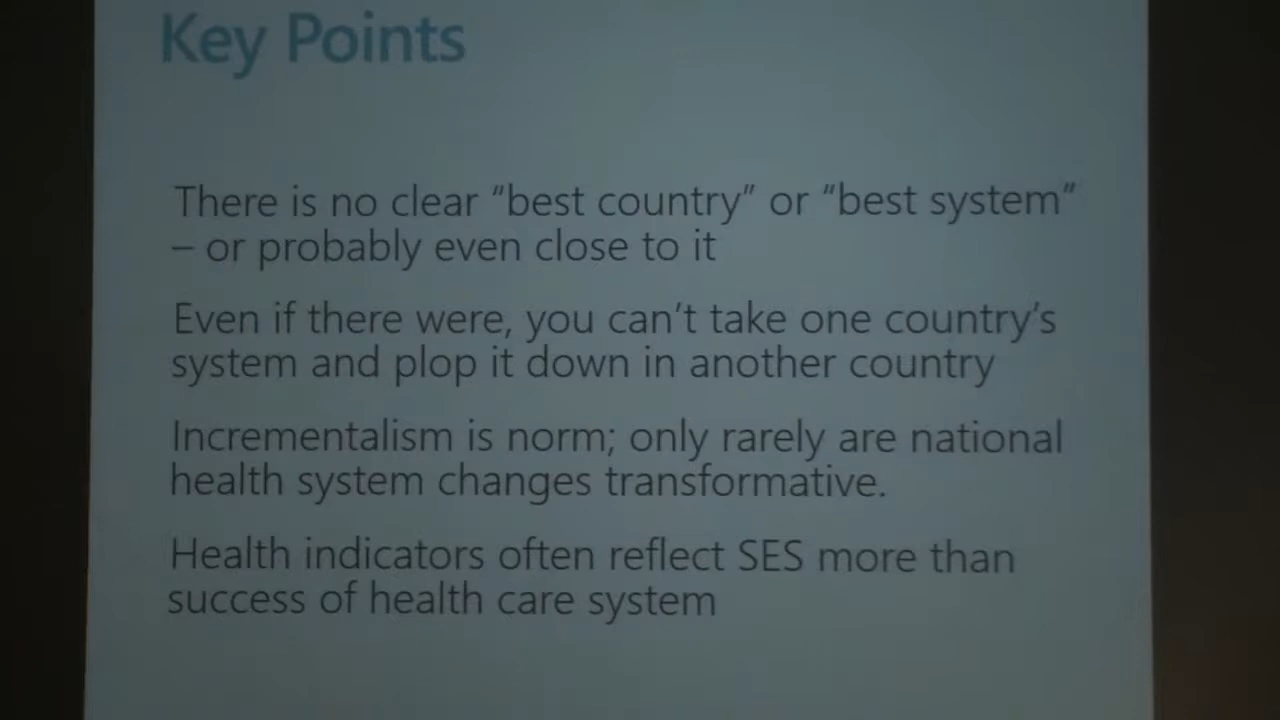 Key Points
There is no clear “best country” or “best system”
– or probably even close to it
Even if there were, you can’t take one country’s
system and plop it down in another country
Incrementalism is norm; only rarely are national
health system changes transformative.
Health indicators often reflect SES more than
success of health care system